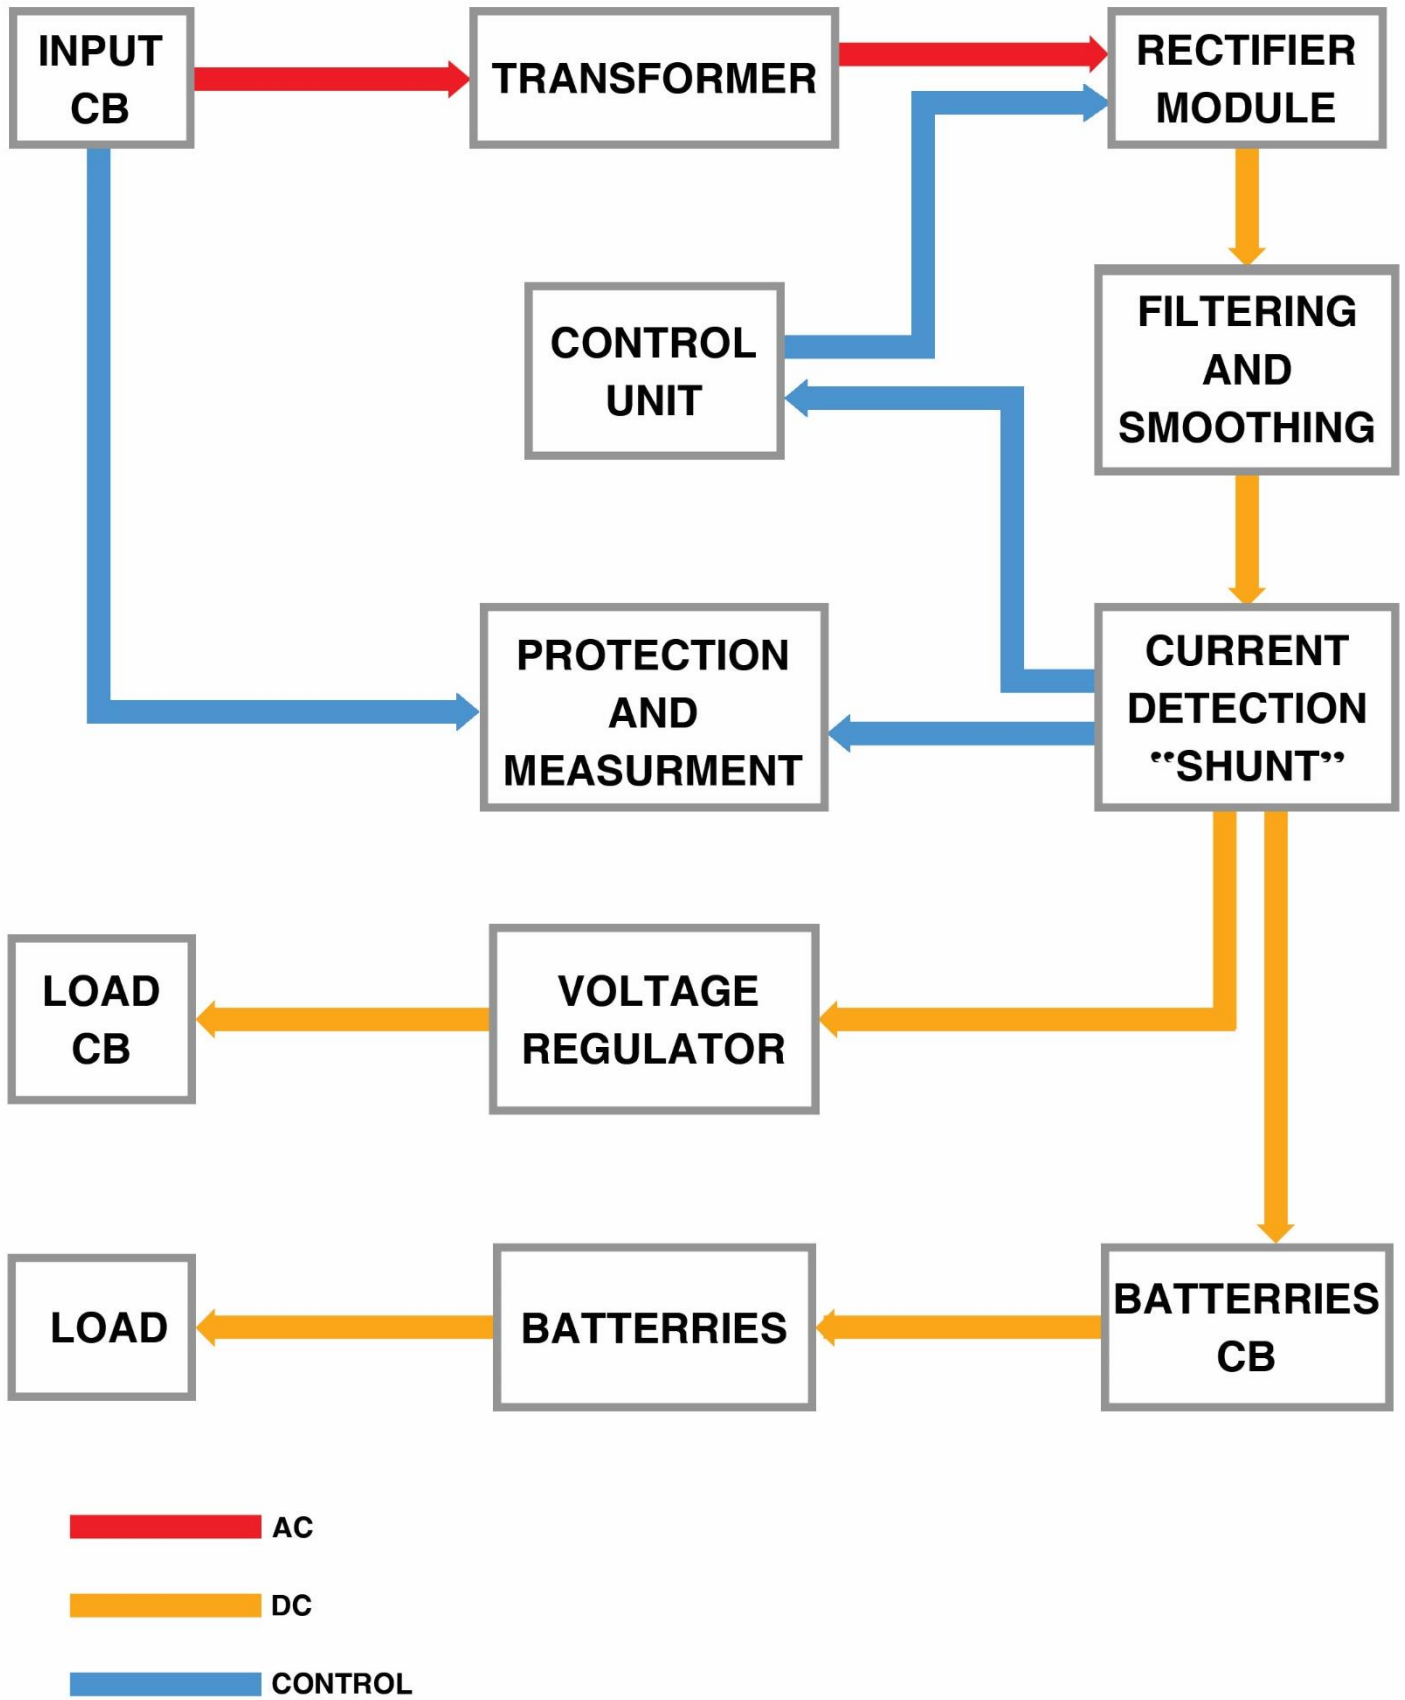 INPUT
CB
TRANSFORMER
RECTIFIER
MODULE
CONTROL
UNIT
FILTERING
AND
SMOOTHING
PROTECTION
AND
MEASURMENT
CURRENT
DETECTION
“SHUNT”
LOAD
CB
VOLTAGE
REGULATOR
LOAD
BATTERRIES
BATTERRIES
CB
AC
DC
CONTROL